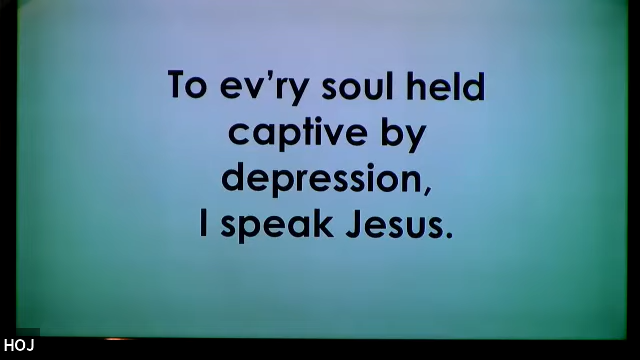 To ev'ry soul held
captive by
depression,
I speak Jesus.
HOJ